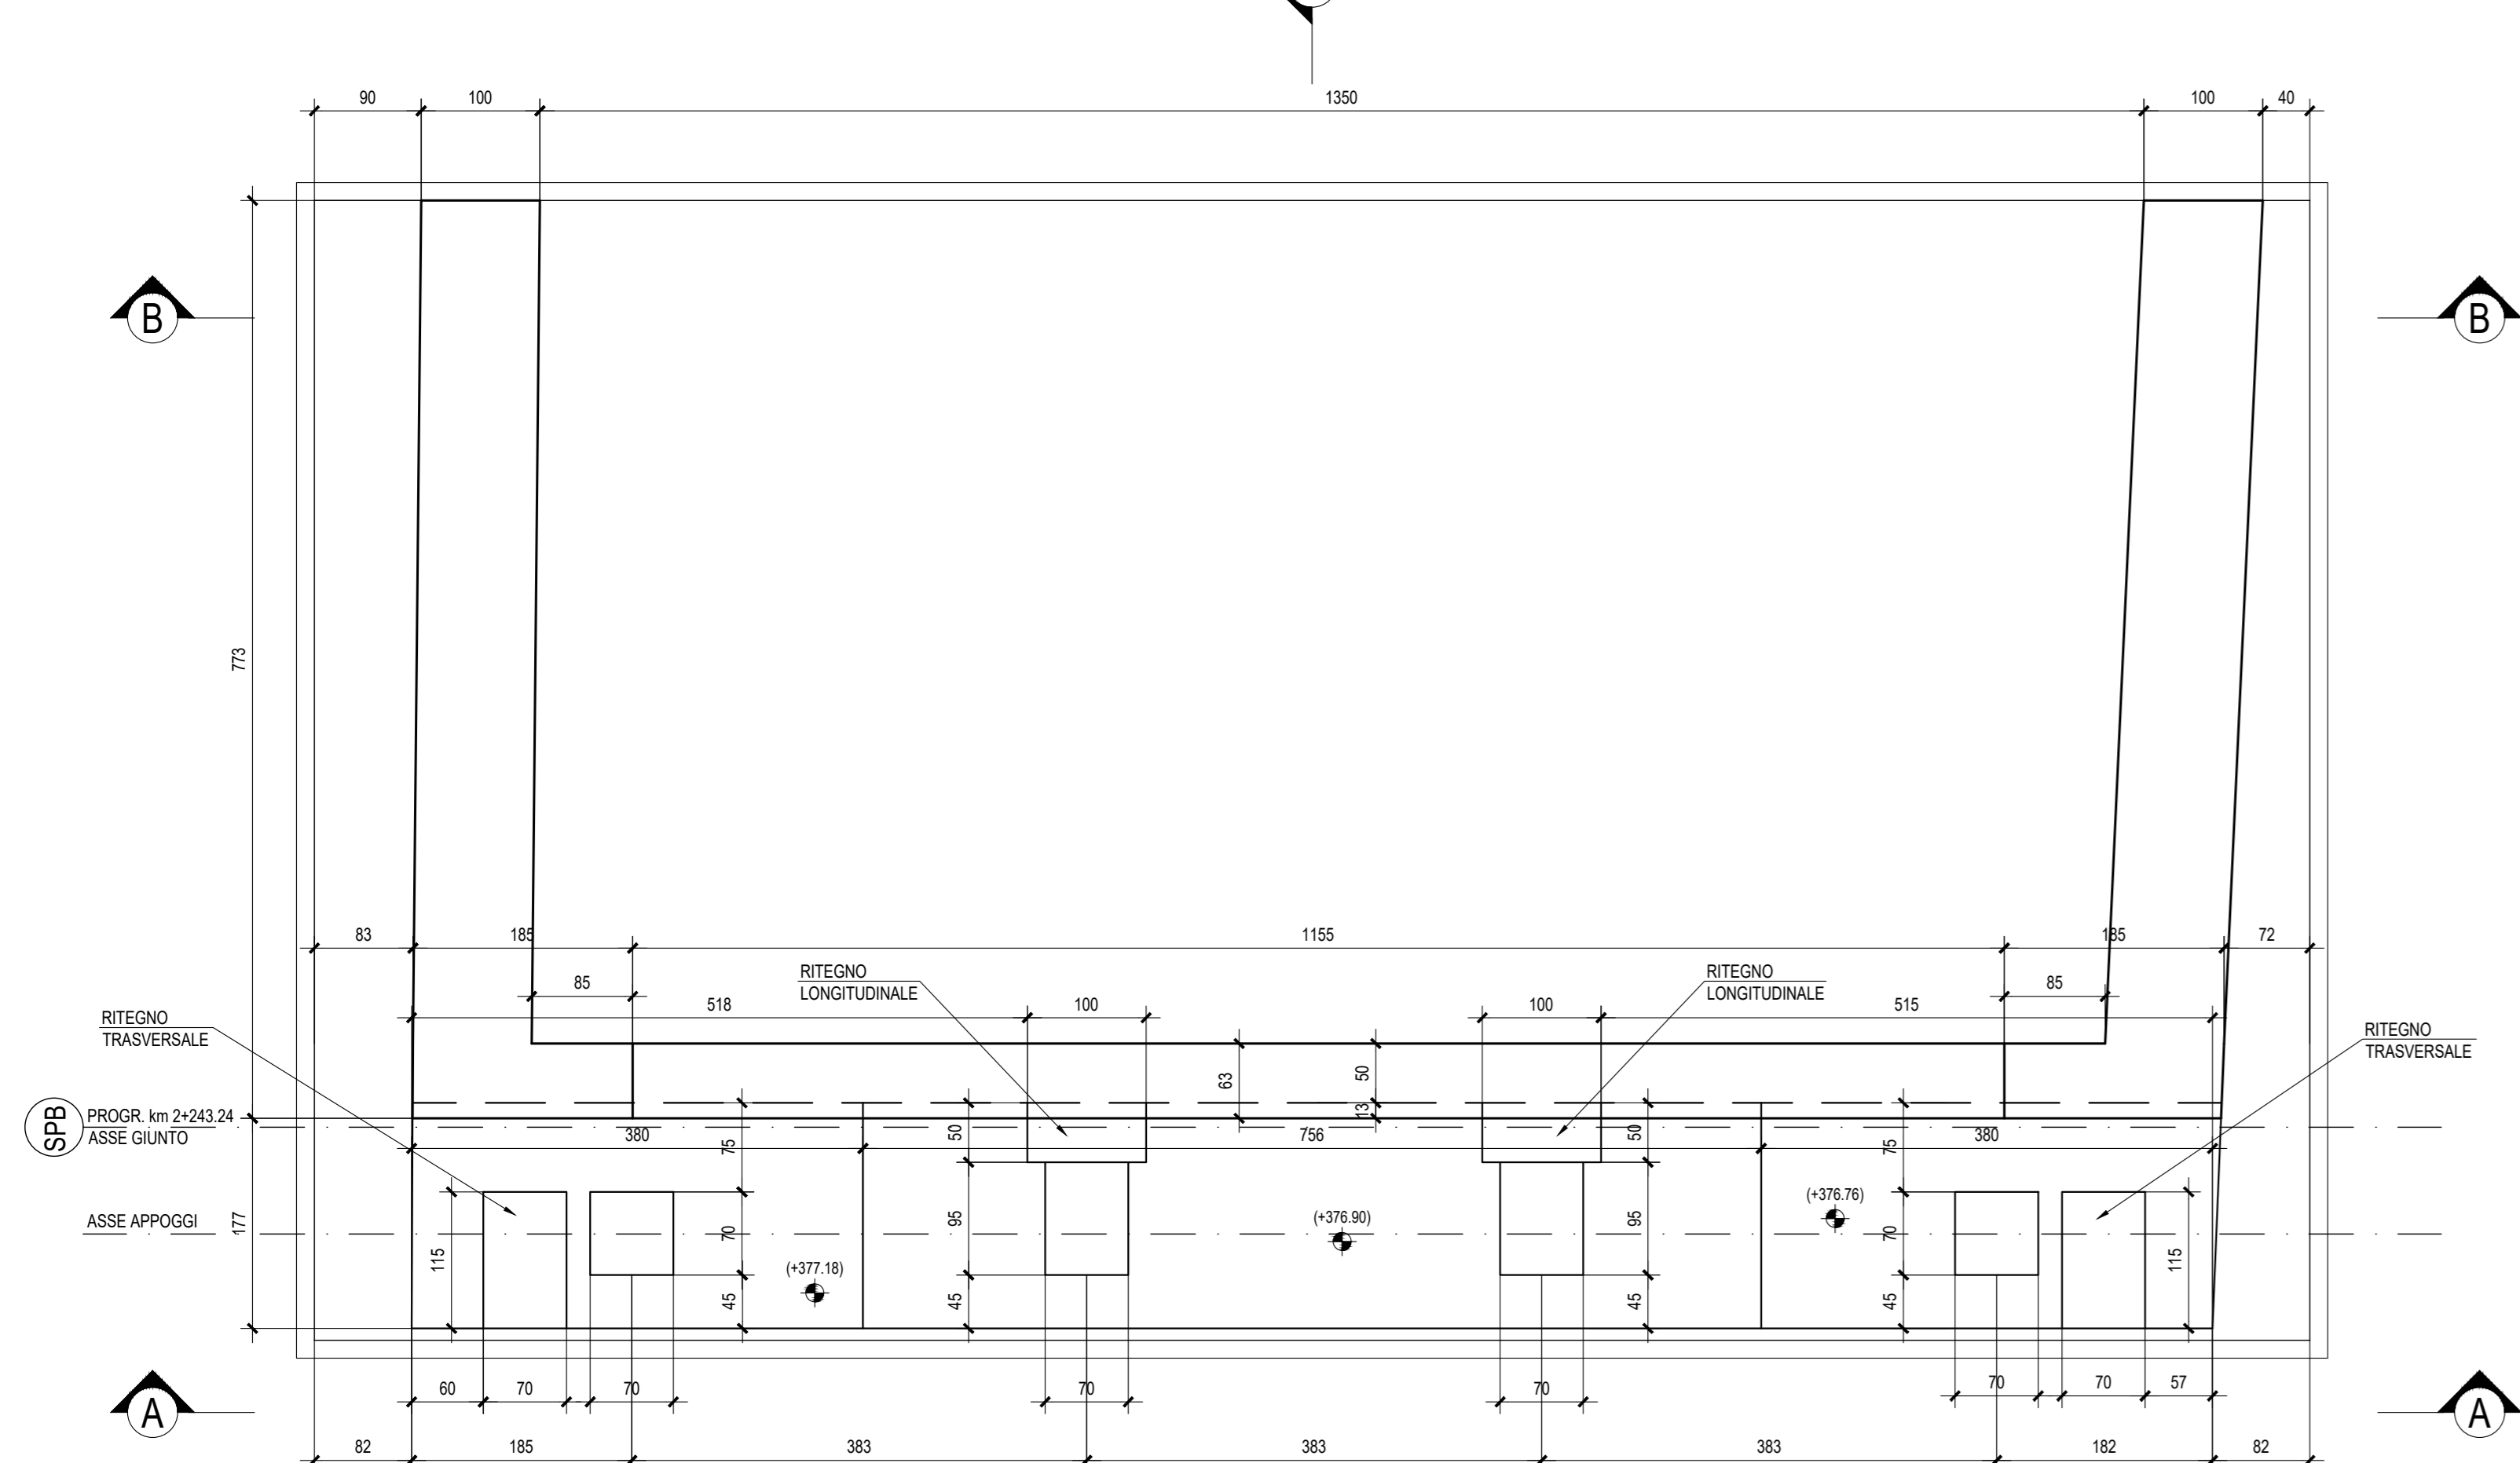 90 100 1350 100 40
B B
773
83 185 1155 185 72
85 85
RITEGNO
LONGITUDINALE
RITEGNO
LONGITUDINALE
518 100 100 515
RITEGNO
TRASVERSALE
RITEGNO
TRASVERSALE
63 50
13
SPB
PROGR. km 2+243.24
ASSE GIUNTO
380 75 50 756 50 75 380
(+376.76)
ASSE APPOGGI
177
(+376.90)
115 70 95 95 70 115
(+377.18)
45 45 45 45
60 70 70 70 70 70 70 57
A A
82 185 383 383 383 182 82